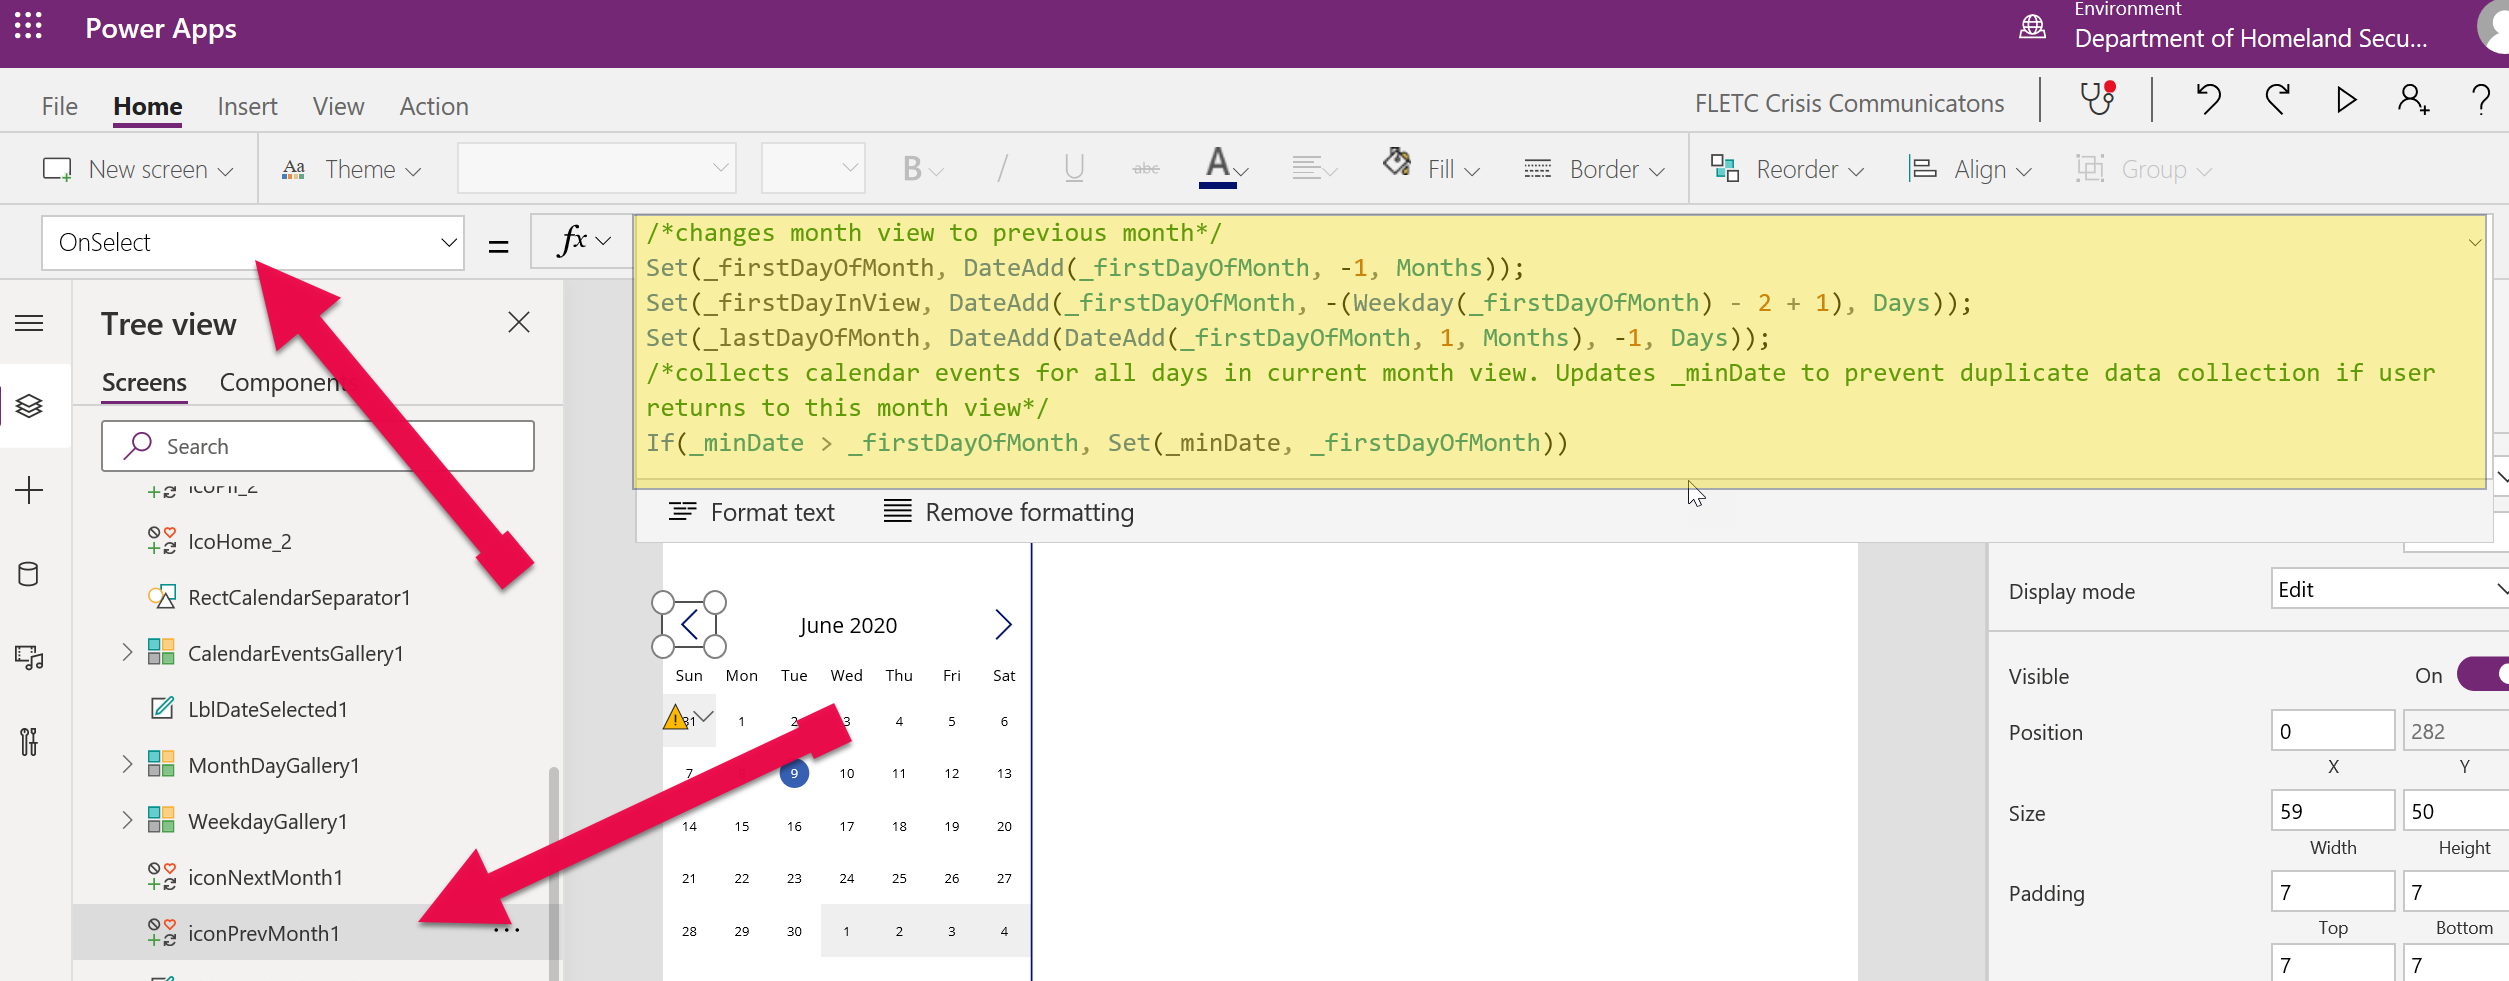 Power Apps
Environment
Department of Homeland Secu...
File Home Insert View Action
FLETC Crisis Communicatons
New screen
Theme
B / U abc A
Fill
Border
Reorder
Align
Group
OnSelect
=
fx
/*changes month view to previous month*/
Set(_firstDayOfMonth, DateAdd(_firstDayOfMonth, -1, Months));
Set(_firstDayInView, DateAdd(_firstDayOfMonth, -(Weekday(_firstDayOfMonth) - 2 + 1), Days));
Set(_lastDayOfMonth, DateAdd(DateAdd(_firstDayOfMonth, 1, Months), -1, Days));
/*collects calendar events for all days in current month view. Updates _minDate to prevent duplicate data collection if user
returns to this month view*/
If(_minDate > _firstDayOfMonth, Set(_minDate, _firstDayOfMonth))
Format text
Remove formatting
Tree view
Screens Component
Search
IcoHome_2
RectCalendarSeparator1
CalendarEventsGallery1
LblDateSelected1
MonthDayGallery1
WeekdayGallery1
iconNextMonth1
iconPrevMonth1 ...
June 2020
Sun Mon Tue Wed Thu Fri Sat
31 1 2 3 4 5 6
7 9 10 11 12 13
14 15 16 17 18 19 20
21 22 23 24 25 26 27
28 29 30 1 2 3 4
Display mode Edit
Visible On
Position 0 282
X Y
Size 59 50
Width Height
Padding 7 7
Top Bottom
7 7